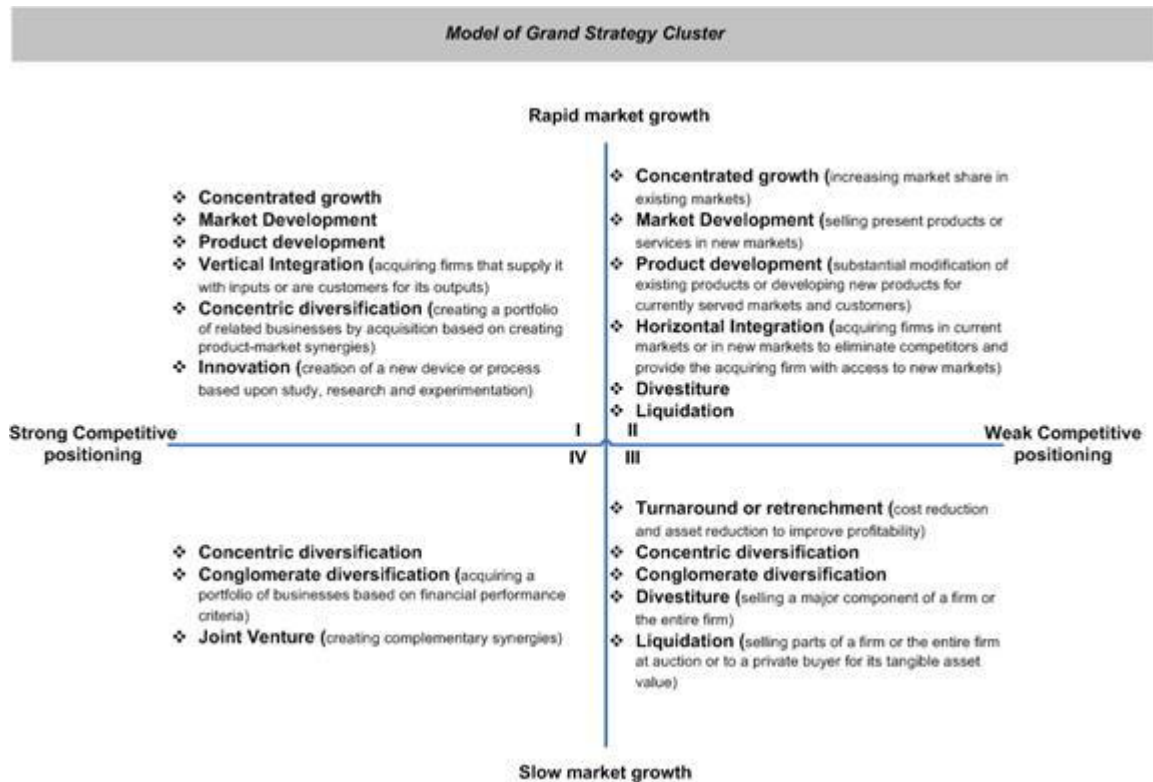 Model of Grand Strategy Cluster
Rapid market growth
❖ Concentrated growth
❖ Market Development
❖ Product development
❖ Vertical Integration (acquiring firms that supply it
with inputs or are customers for its outputs)
❖ Concentric diversification (creating a portfolio
of related businesses by acquisition based on creating
product-market synergies)
❖ Innovation (creation of a new device or process
based upon study, research and experimentation)
❖ Concentrated growth (increasing market share in
existing markets)
❖ Market Development (selling present products or
services in new markets)
❖ Product development (substantial modification of
existing products or developing new products for
currently served markets and customers)
❖ Horizontal Integration (acquiring firms in current
markets or in new markets to eliminate competitors and
provide the acquiring firm with access to new markets)
❖ Divestiture
❖ Liquidation
Strong Competitive
positioning
I II
IV III
Weak Competitive
positioning
❖ Concentric diversification
❖ Conglomerate diversification (acquiring a
portfolio of businesses based on financial performance
criteria)
❖ Joint Venture (creating complementary synergies)
❖ Turnaround or retrenchment (cost reduction
and asset reduction to improve profitability)
❖ Concentric diversification
❖ Conglomerate diversification
❖ Divestiture (selling a major component of a firm or
the entire firm)
❖ Liquidation (selling parts of a firm or the entire firm
at auction or to a private buyer for its tangible asset
value)
Slow market growth